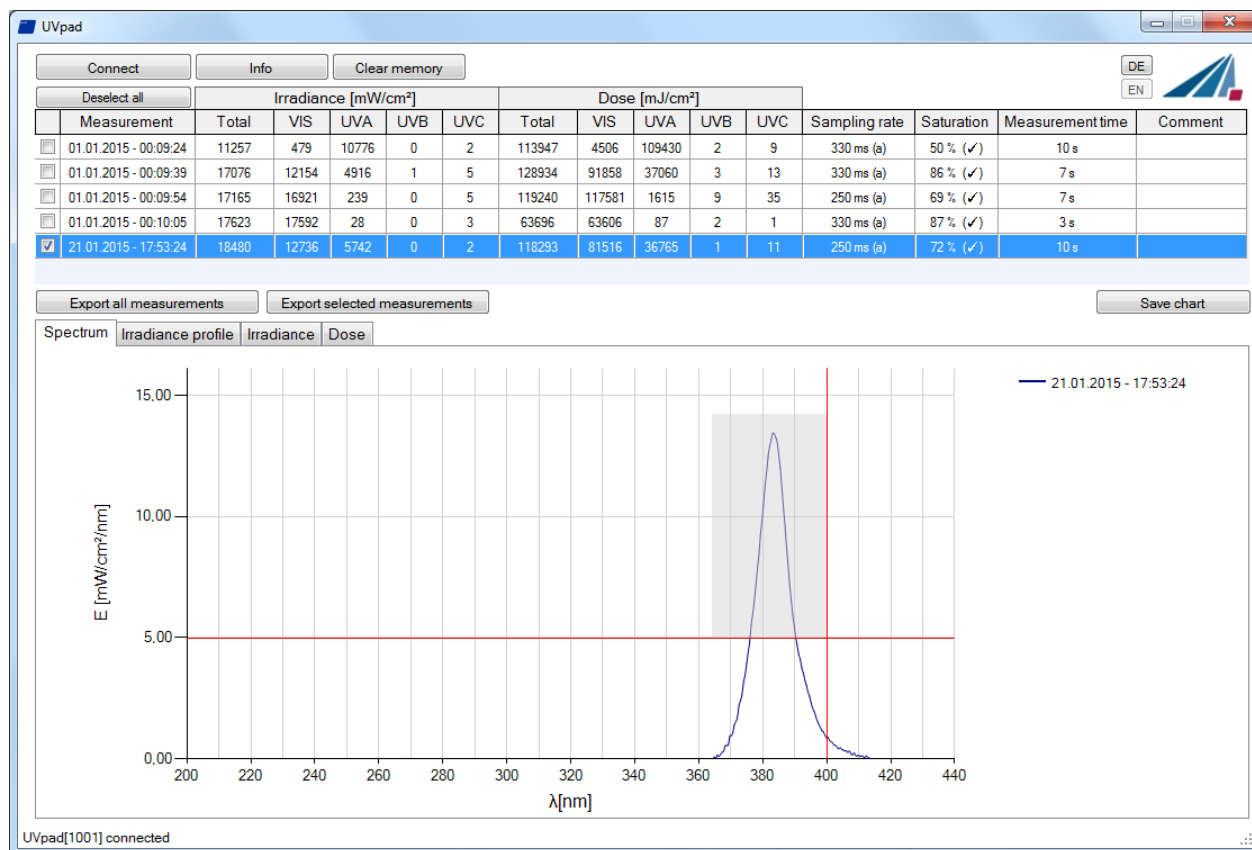 UVpad
Connect Info Clear memory DE
EN
Deselect all Irradiance [mW/cm²] Dose [mJ/cm²]
Measurement Total VIS UVA UVB UVC Total VIS UVA UVB UVC Sampling rate Saturation Measurement time Comment
01.01.2015 - 00:09:24 11257 479 10776 0 2 113947 4506 109430 2 9 330 ms (a) 50 % (✓) 10 s
01.01.2015 - 00:09:39 17076 12154 4916 1 5 128934 91858 37060 3 13 330 ms (a) 86 % (✓) 7 s
01.01.2015 - 00:09:54 17165 16921 239 0 5 119240 117581 1615 9 35 250 ms (a) 69 % (✓) 7 s
01.01.2015 - 00:10:05 17623 17592 28 0 3 63696 63606 87 2 1 330 ms (a) 87 % (✓) 3 s
21.01.2015 - 17:53:24 18480 12736 5742 0 2 118293 81516 36765 1 11 250 ms (a) 72 % (✓) 10 s
Export all measurements Export selected measurements Save chart
Spectrum Irradiance profile Irradiance Dose
21.01.2015 - 17:53:24
15,00
10,00
E [mW/cm²/nm]
5,00
0,00
200 220 240 260 280 300 320 340 360 380 400 420 440
λ[nm]
UVpad[1001] connected